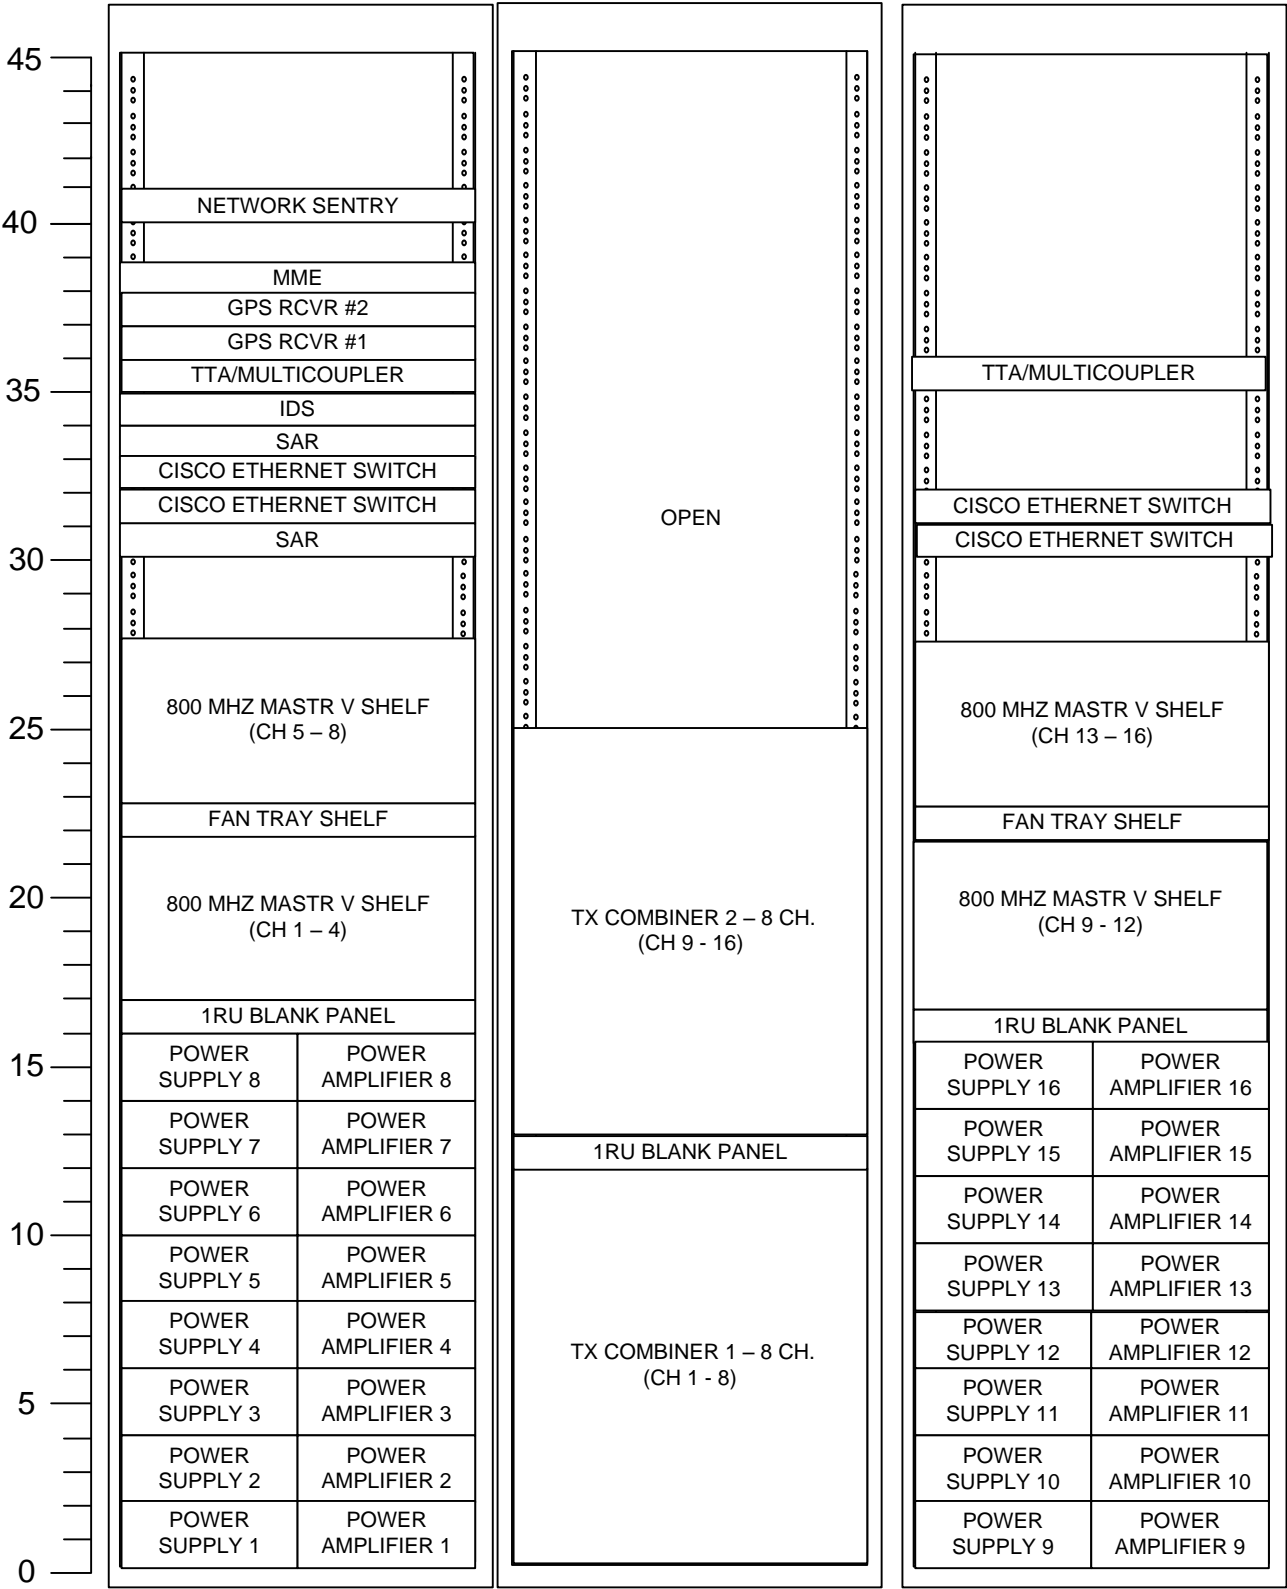 45
40
35
30
25
20
15
10
5
0
NETWORK SENTRY
MME
GPS RCVR #2
GPS RCVR #1
TTA/MULTICOUPLER
IDS
SAR
CISCO ETHERNET SWITCH
CISCO ETHERNET SWITCH
SAR
800 MHZ MASTR V SHELF
(CH 5 – 8)
FAN TRAY SHELF
800 MHZ MASTR V SHELF
(CH 1 – 4)
1RU BLANK PANEL
POWER
SUPPLY 8
POWER
AMPLIFIER 8
POWER
SUPPLY 7
POWER
AMPLIFIER 7
POWER
SUPPLY 6
POWER
AMPLIFIER 6
POWER
SUPPLY 5
POWER
AMPLIFIER 5
POWER
SUPPLY 4
POWER
AMPLIFIER 4
POWER
SUPPLY 3
POWER
AMPLIFIER 3
POWER
SUPPLY 2
POWER
AMPLIFIER 2
POWER
SUPPLY 1
POWER
AMPLIFIER 1
OPEN
TX COMBINER 2 – 8 CH.
(CH 9 - 16)
1RU BLANK PANEL
TX COMBINER 1 – 8 CH.
(CH 1 - 8)
TTA/MULTICOUPLER
CISCO ETHERNET SWITCH
CISCO ETHERNET SWITCH
800 MHZ MASTR V SHELF
(CH 13 – 16)
FAN TRAY SHELF
800 MHZ MASTR V SHELF
(CH 9 - 12)
1RU BLANK PANEL
POWER
SUPPLY 16
POWER
AMPLIFIER 16
POWER
SUPPLY 15
POWER
AMPLIFIER 15
POWER
SUPPLY 14
POWER
AMPLIFIER 14
POWER
SUPPLY 13
POWER
AMPLIFIER 13
POWER
SUPPLY 12
POWER
AMPLIFIER 12
POWER
SUPPLY 11
POWER
AMPLIFIER 11
POWER
SUPPLY 10
POWER
AMPLIFIER 10
POWER
SUPPLY 9
POWER
AMPLIFIER 9